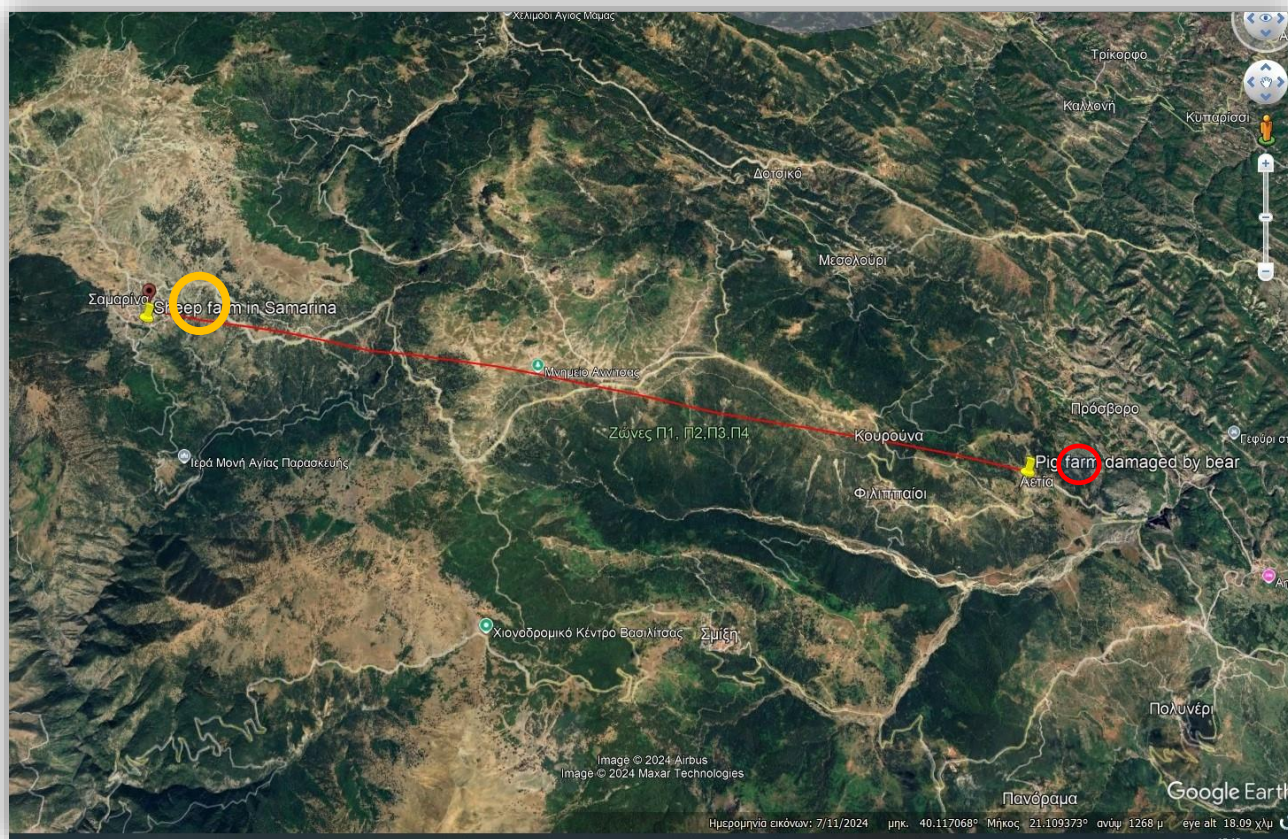 Χελιμόδι Άγιος Μάμας
Τρίκορφό
Καλλονή
Κυπαρίσσι
Δοτσικό
Μεσολούρι
Σαμαρίνα
Sheep farm in Samarina
Μνημείο Αννίτσας
Πρόσβορο
Ζώνες Π1, Π2,Π3,Π4
Κουρούνα
Γεφύρι
Ιερά Μονή Αγίας Παρασκευής
Pig farm damaged by bear
Αετιά
Φιλιππαίοι
Χιονοδρομικό Κέντρο Βασιλίτσας
Σμίξη
Πολυνέρι
Image © 2024 Airbus
Image © 2024 Maxar Technologies
Πανόραμα
Google Earth
Ημερομηνία εικόνων: 7/11/2024 μηκ. 40.117068° Μήκος 21.109373° ανύψ 1268 μ eye alt 18.09 χλμ